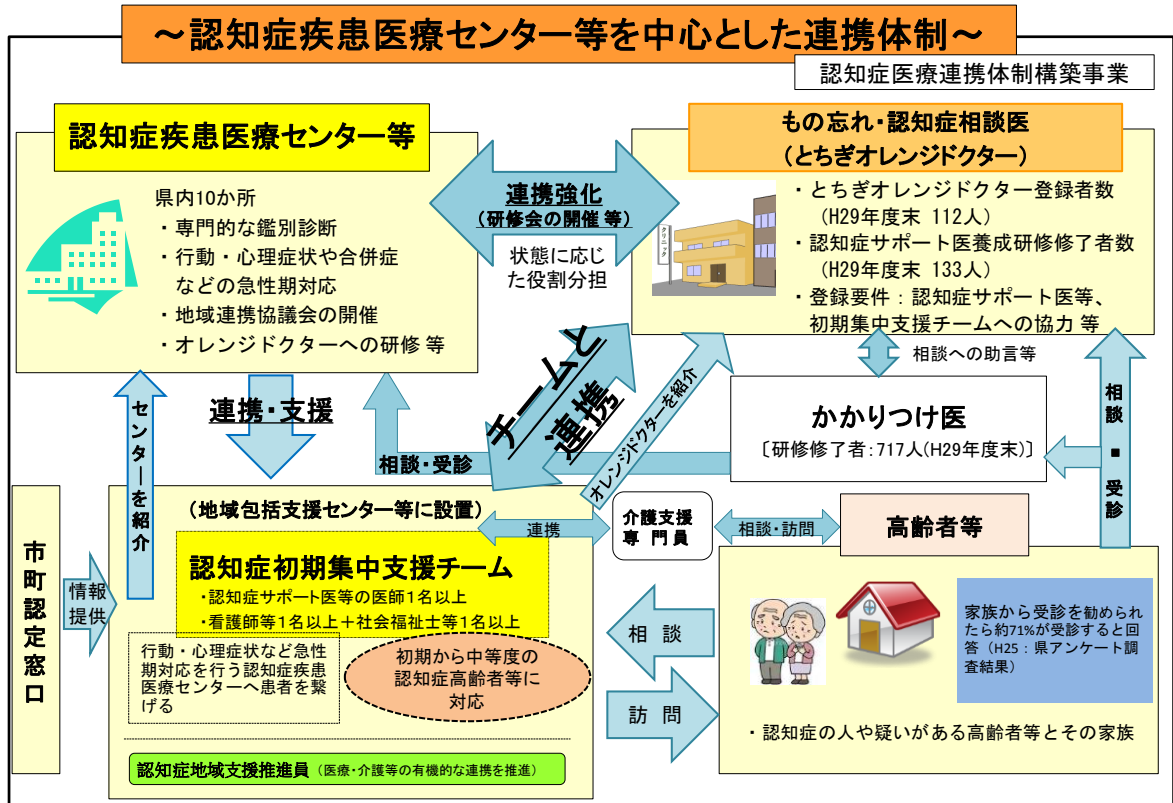 ～認知症疾患医療センター等を中心とした連携体制～
認知症医療連携体制構築事業
認知症疾患医療センター等
県内10か所
・専門的な鑑別診断
・行動・心理症状や合併症
などの急性期対応
・地域連携協議会の開催
・オレンジドクターへの研修 等
連携強化
（研修会の開催 等）
状態に応じ
た役割分担
もの忘れ・認知症相談医
（とちぎオレンジドクター）
クリニック
・とちぎオレンジドクター登録者数
（H29年度末 112人）
・認知症サポート医養成研修修了者数
（H29年度末 133人）
・登録要件：認知症サポート医等、
初期集中支援チームへの協力 等
センターを紹介
連携・支援
相談・受診
チームと
連携
オレンジドクターを紹介
相談への助言等
かかりつけ医
〔研修修了者：717人(H29年度末)〕
相談■受診
市町認定窓口
情報
提供
（地域包括支援センター等に設置）
認知症初期集中支援チーム
・認知症サポート医等の医師1名以上
・看護師等1名以上＋社会福祉士等1名以上
行動・心理症状など急性
期対応を行う認知症疾患
医療センターへ患者を繋
げる
初期から中等度の
認知症高齢者等に
対応
認知症地域支援推進員（医療・介護等の有機的な連携を推進）
連携
介護支援
専門員
相談・訪問
高齢者等
相談
訪問
家族から受診を勧められ
たら約71%が受診すると回
答（H25：県アンケート調
査結果）
・認知症の人や疑いがある高齢者等とその家族